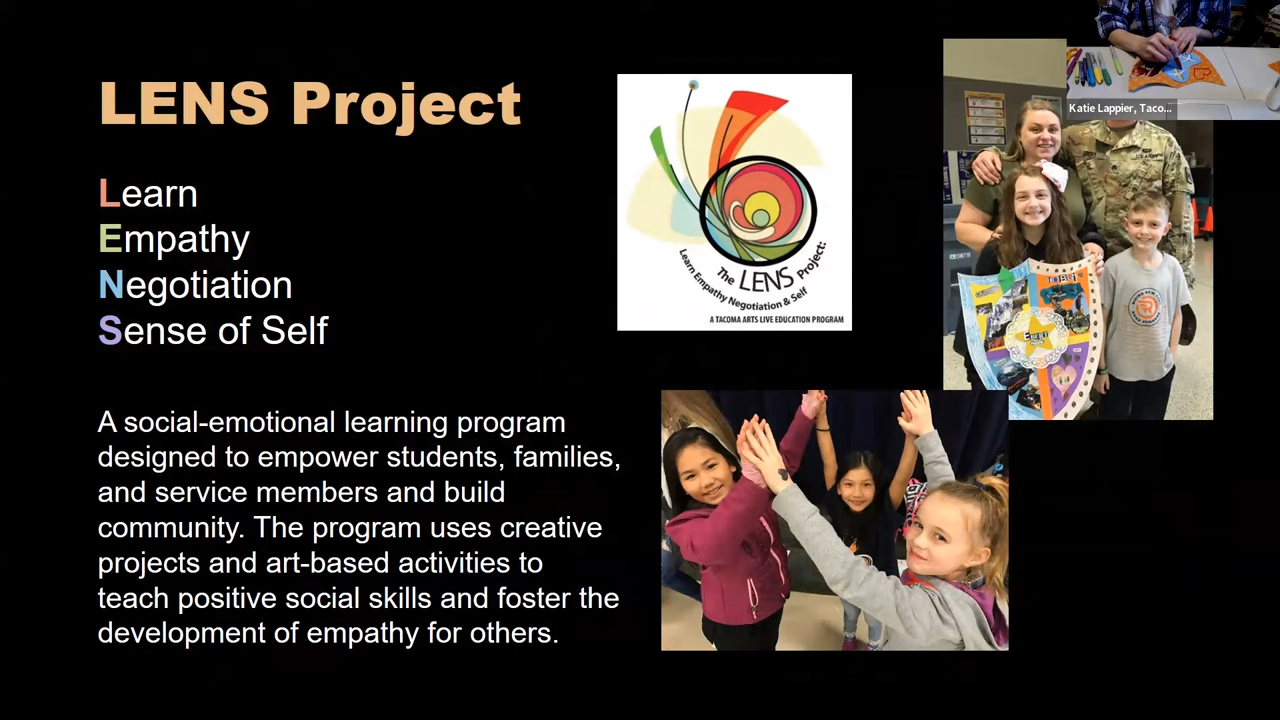 LENS Project
Learn
Empathy
Negotiation
Sense of Self
A social-emotional learning program
designed to empower students, families,
and service members and build
community. The program uses creative
projects and art-based activities to
teach positive social skills and foster the
development of empathy for others.
The LENS Project:
Learn Empathy Negotiation & Self
A TACOMA ARTS LIVE EDUCATION PROGRAM
Katie Lappier, Taco...
U.S. ARMY